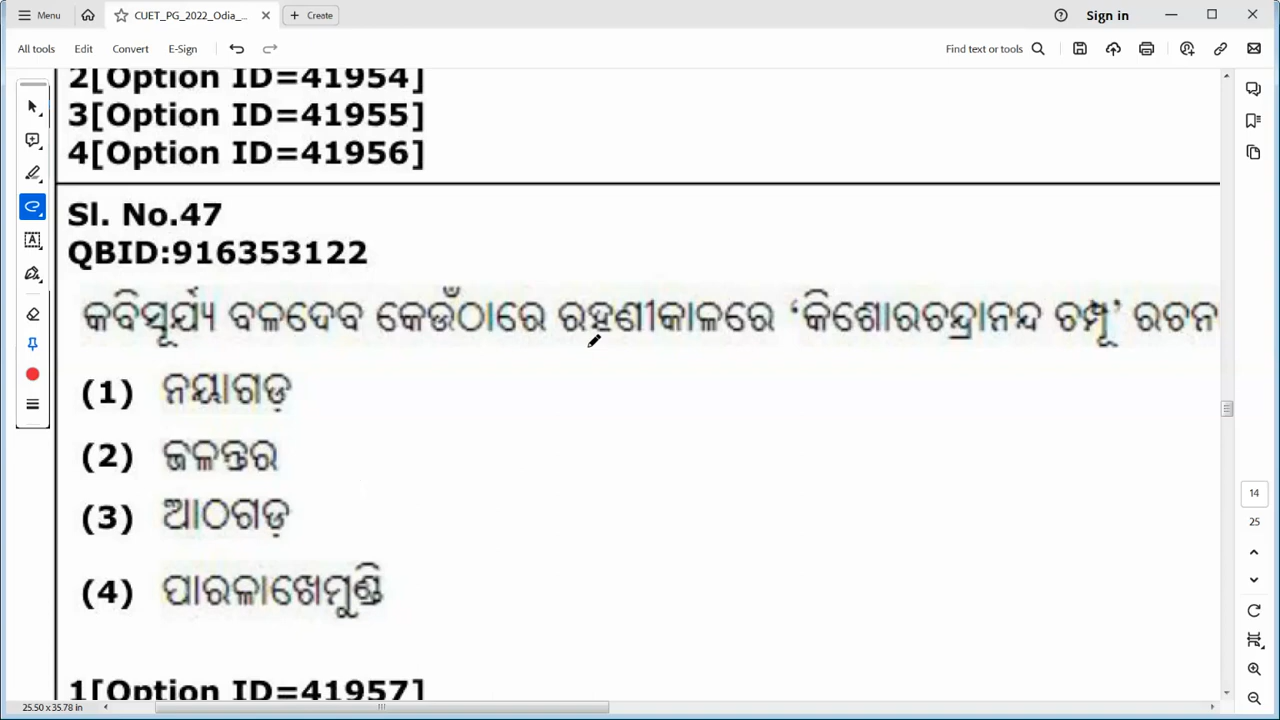 Menu CUET_PG_2022_Odia_... Create Sign in
All tools Edit Convert E-Sign Find text or tools
2[Option ID=41954]
3[Option ID=41955]
4[Option ID=41956]
Sl. No.47
QBID:916353122
କବିସୂର୍ଯ୍ୟ ବଳଦେବ କେଉଁଠାରେ ରହଣୀକାଳରେ ‘କିଶୋରଚନ୍ଦ୍ରାନନ୍ଦ ଚମ୍ପୂ’ ରଚନ
(1) ନୟାଗଡ଼
(2) ଜଳନ୍ତର
(3) ଆଠଗଡ଼
(4) ପାରଳାଖେମୁଣ୍ଡି
1[Option ID=41957]
14
25
25.50 x 35.78 in